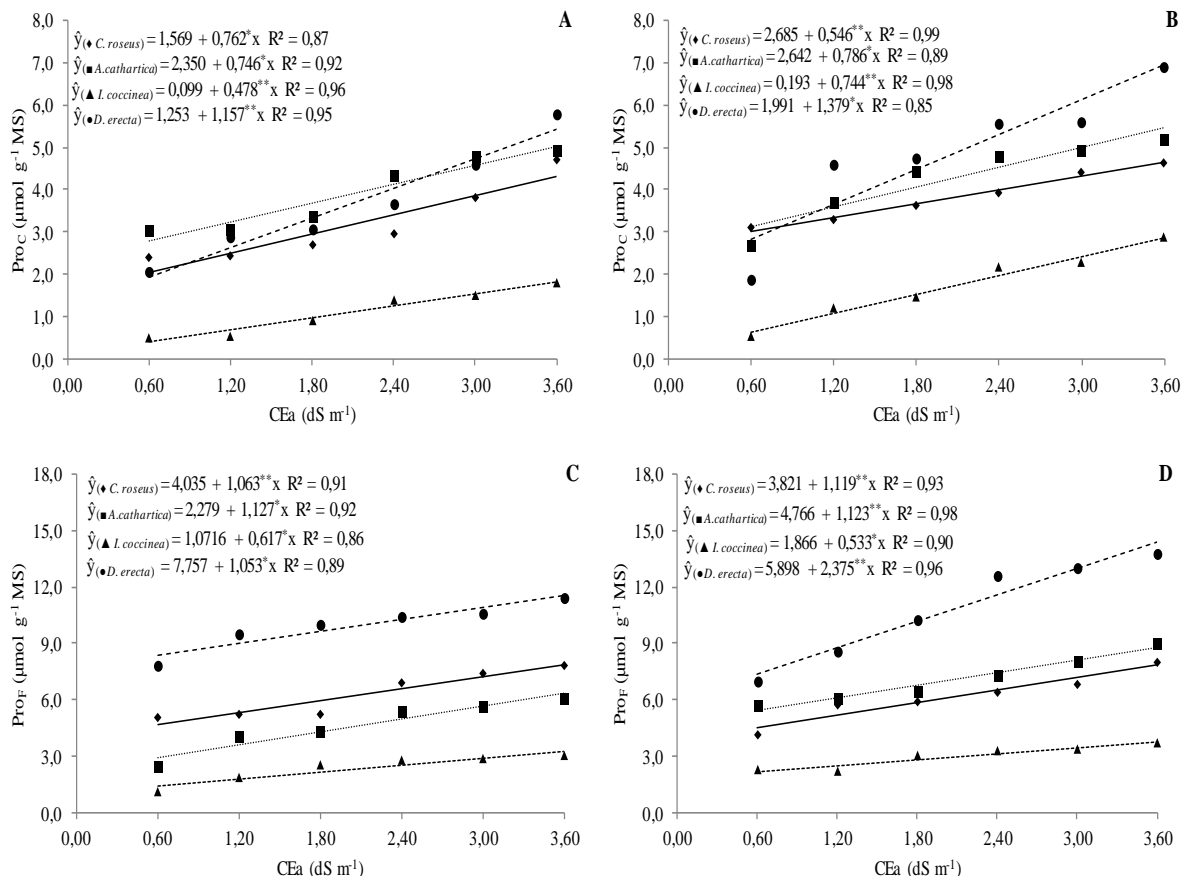 A
ŷ(♦ C. roseus) = 1,569 + 0,762*x R² = 0,87
ŷ(■ A.cathartica) = 2,350 + 0,746*x R² = 0,92
ŷ(▲ I. coccinea) = 0,099 + 0,478**x R² = 0,96
ŷ(● D. erecta) = 1,253 + 1,157**x R² = 0,95
Pro_C (µmol g⁻¹ MS)
8,0
7,0
6,0
5,0
4,0
3,0
2,0
1,0
0,0
0,00 0,60 1,20 1,80 2,40 3,00 3,60
CEa (dS m⁻¹)
B
ŷ(♦ C. roseus) = 2,685 + 0,546**x R² = 0,99
ŷ(■ A.cathartica) = 2,642 + 0,786*x R² = 0,89
ŷ(▲ I. coccinea) = 0,193 + 0,744**x R² = 0,98
ŷ(● D. erecta) = 1,991 + 1,379*x R² = 0,85
Pro_C (µmol g⁻¹ MS)
8,0
7,0
6,0
5,0
4,0
3,0
2,0
1,0
0,0
0,00 0,60 1,20 1,80 2,40 3,00 3,60
CEa (dS m⁻¹)
C
ŷ(♦ C. roseus) = 4,035 + 1,063**x R² = 0,91
ŷ(■ A.cathartica) = 2,279 + 1,127*x R² = 0,92
ŷ(▲ I. coccinea) = 1,0716 + 0,617*x R² = 0,86
ŷ(● D. erecta) = 7,757 + 1,053*x R² = 0,89
Pro_F (µmol g⁻¹ MS)
18,0
15,0
12,0
9,0
6,0
3,0
0,0
0,00 0,60 1,20 1,80 2,40 3,00 3,60
CEa (dS m⁻¹)
D
ŷ(♦ C. roseus) = 3,821 + 1,119**x R² = 0,93
ŷ(■ A.cathartica) = 4,766 + 1,123**x R² = 0,98
ŷ(▲ I. coccinea) = 1,866 + 0,533*x R² = 0,90
ŷ(● D. erecta) = 5,898 + 2,375**x R² = 0,96
Pro_F (µmol g⁻¹ MS)
18,0
15,0
12,0
9,0
6,0
3,0
0,0
0,00 0,60 1,20 1,80 2,40 3,00 3,60
CEa (dS m⁻¹)